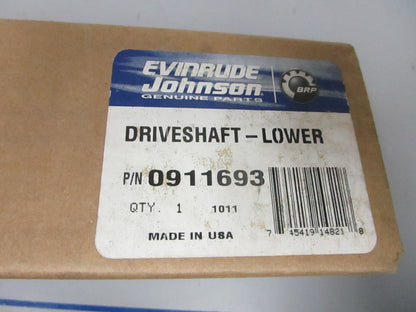 EVINRUDE
Johnson
GENUINE PARTS
BRP
DRIVESHAFT - LOWER
P/N 0911693
QTY. 1 1011
MADE IN USA
7 45419 14821 8